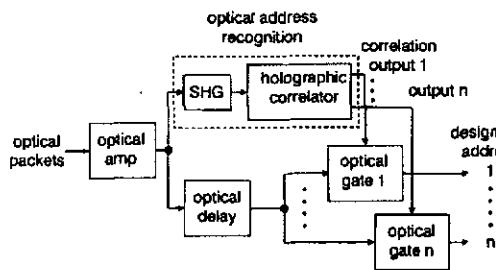 optical address
recognition
correlation
output 1
SHG
holographic
correlator
output n
optical
packets
optical
amp
optical
gate 1
1
optical
delay
optical
gate n
n